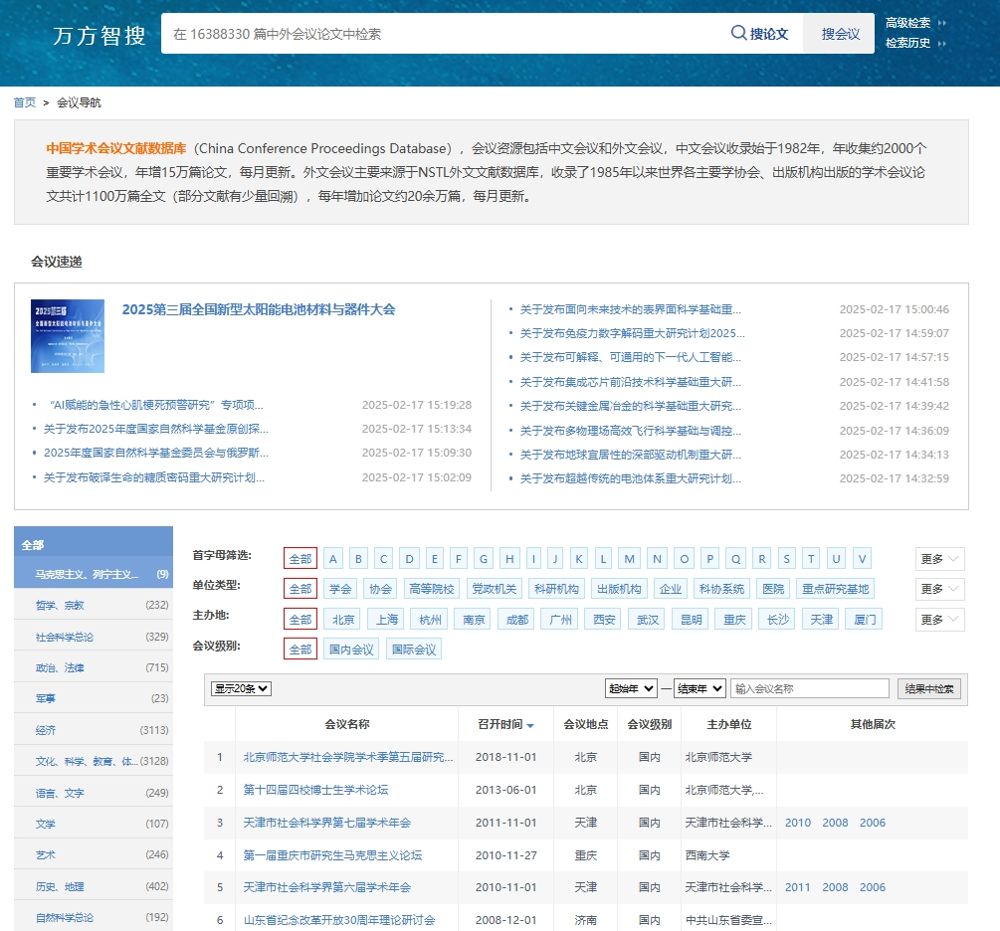 万方智搜
在 16388330 篇中外会议论文中检索
搜论文
搜会议
高级检索
检索历史
首页 > 会议导航
中国学术会议文献数据库（China Conference Proceedings Database），会议资源包括中文会议和外文会议，中文会议收录始于1982年，年收集约2000个
重要学术会议，年增15万篇论文，每月更新。外文会议主要来源于NSTL外文文献数据库，收录了1985年以来世界各主要学协会、出版机构出版的学术会议论
文共计1100万篇全文（部分文献有少量回溯），每年增加论文约20余万篇，每月更新。
会议速递
2025第三届
全国新型太阳能电池材料与器件大会
2025第三届全国新型太阳能电池材料与器件大会
“AI赋能的急性心肌梗死预警研究”专项项... 2025-02-17 15:19:28
关于发布2025年度国家自然科学基金原创探... 2025-02-17 15:13:34
2025年度国家自然科学基金委员会与俄罗斯... 2025-02-17 15:09:30
关于发布破译生命的糖质密码重大研究计划... 2025-02-17 15:02:09
关于发布面向未来技术的表界面科学基础重... 2025-02-17 15:00:46
关于发布免疫力数字解码重大研究计划2025... 2025-02-17 14:59:07
关于发布可解释、可通用的下一代人工智能... 2025-02-17 14:57:15
关于发布集成芯片前沿技术科学基础重大研... 2025-02-17 14:41:58
关于发布关键金属冶金的科学基础重大研究... 2025-02-17 14:39:42
关于发布多物理场高效飞行科学基础与调控... 2025-02-17 14:36:09
关于发布地球宜居性的深部驱动机制重大研... 2025-02-17 14:34:13
关于发布超越传统的电池体系重大研究计划... 2025-02-17 14:32:59
全部
马克思主义、列宁主义... (9)
哲学、宗教 (232)
社会科学总论 (329)
政治、法律 (715)
军事 (23)
经济 (3113)
文化、科学、教育、体... (3128)
语言、文字 (249)
文学 (107)
艺术 (246)
历史、地理 (402)
自然科学总论 (192)
首字母筛选: 全部 A B C D E F G H I J K L M N O P Q R S T U V 更多
单位类型: 全部 学会 协会 高等院校 党政机关 科研机构 出版机构 企业 科协系统 医院 重点研究基地 更多
主办地: 全部 北京 上海 杭州 南京 成都 广州 西安 武汉 昆明 重庆 长沙 天津 厦门 更多
会议级别: 全部 国内会议 国际会议
显示20条 起始年 — 结束年 输入会议名称 结果中检索
会议名称 召开时间 会议地点 会议级别 主办单位 其他届次
1 北京师范大学社会学院学术季第五届研究... 2018-11-01 北京 国内 北京师范大学
2 第十四届四校博士生学术论坛 2013-06-01 北京 国内 北京师范大学,...
3 天津市社会科学界第七届学术年会 2011-11-01 天津 国内 天津市社会科学... 2010 2008 2006
4 第一届重庆市研究生马克思主义论坛 2010-11-27 重庆 国内 西南大学
5 天津市社会科学界第六届学术年会 2010-11-01 天津 国内 天津市社会科学... 2011 2008 2006
6 山东省纪念改革开放30周年理论研讨会 2008-12-01 济南 国内 中共山东省委宣...